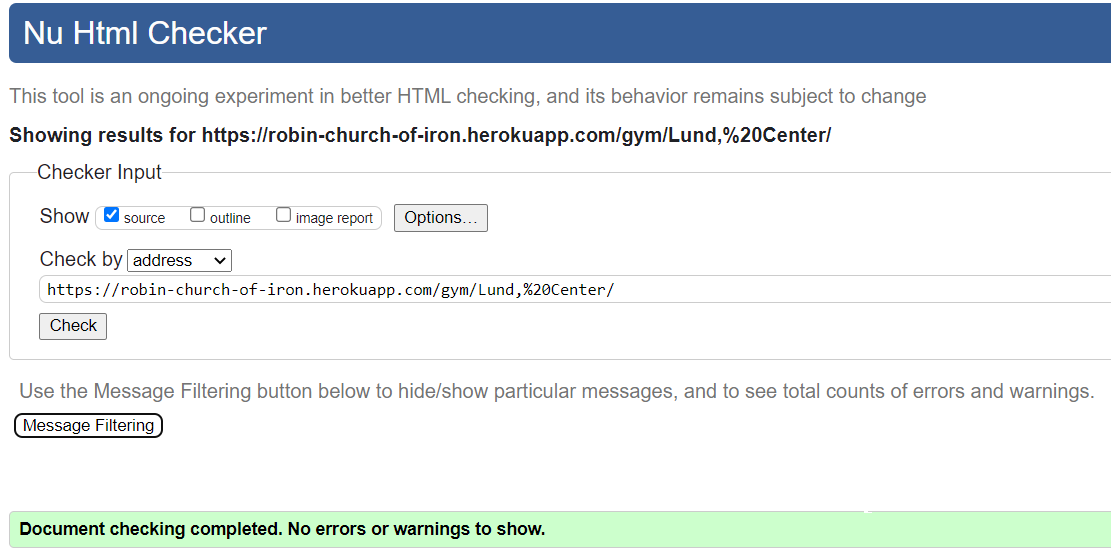 Nu Html Checker
This tool is an ongoing experiment in better HTML checking, and its behavior remains subject to change
Showing results for https://robin-church-of-iron.herokuapp.com/gym/Lund,%20Center/
Checker Input
Show source outline image report Options...
Check by address
https://robin-church-of-iron.herokuapp.com/gym/Lund,%20Center/
Check
Use the Message Filtering button below to hide/show particular messages, and to see total counts of errors and warnings.
Message Filtering
Document checking completed. No errors or warnings to show.